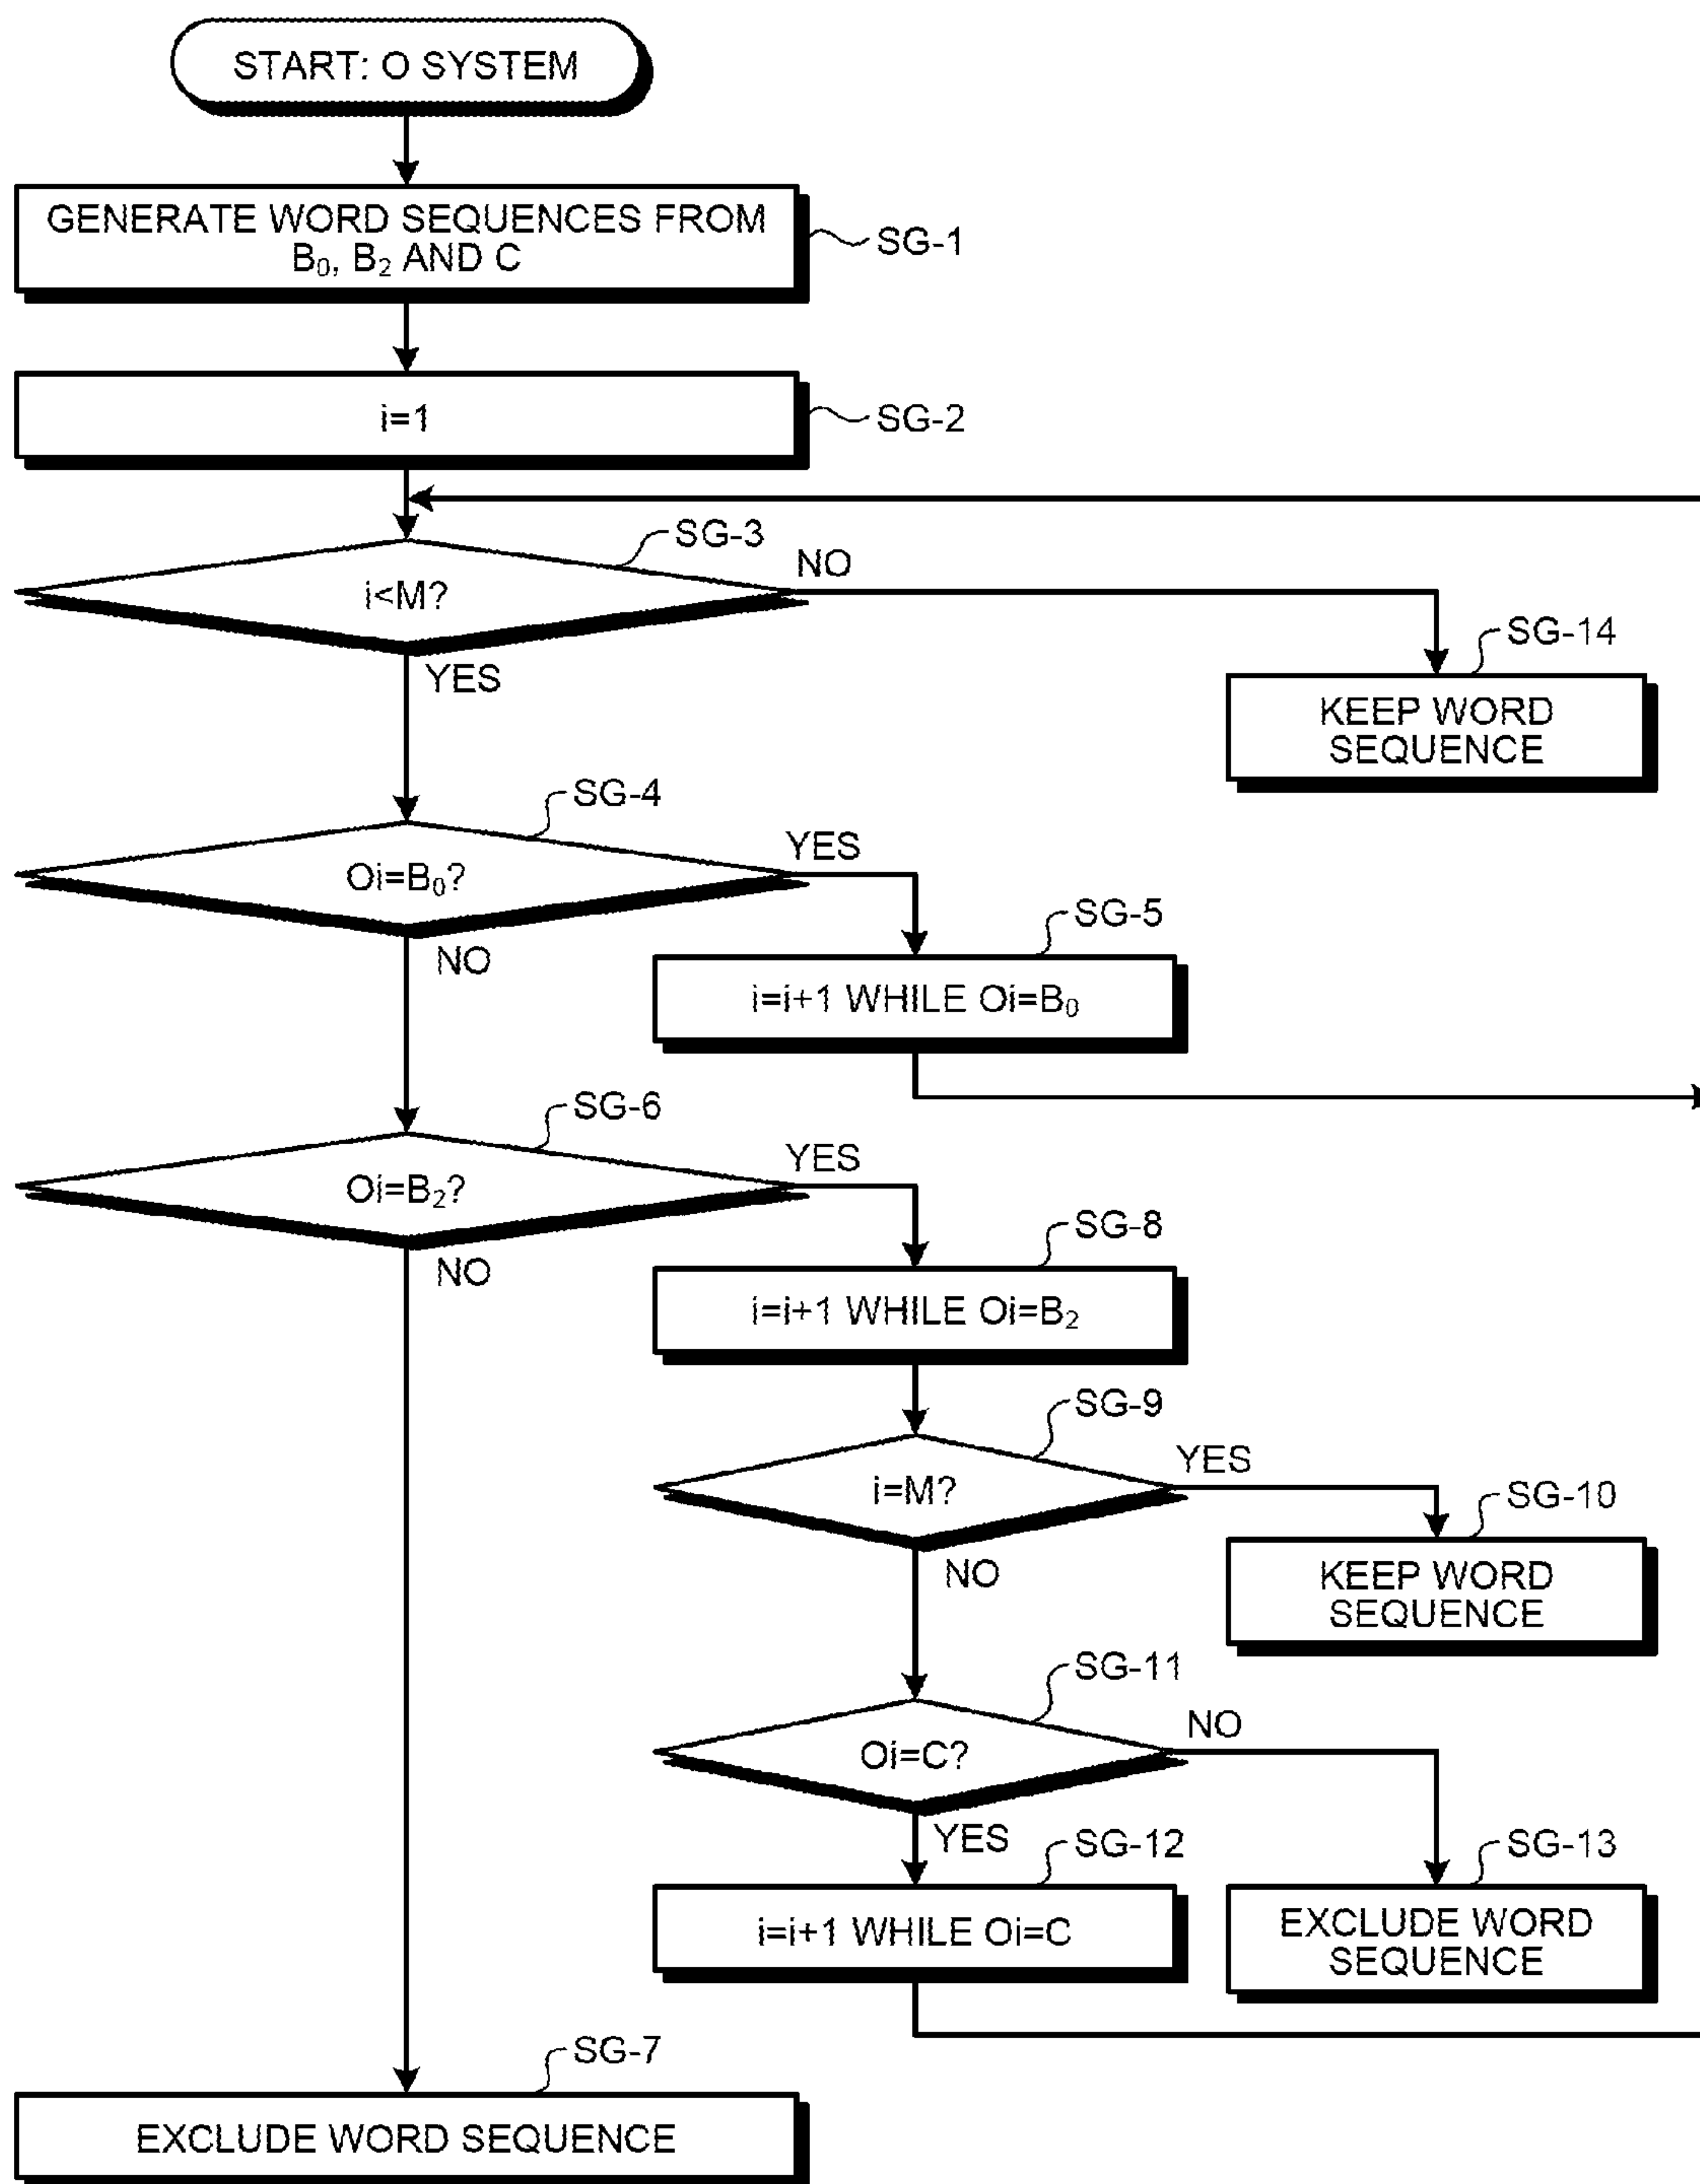 START: O SYSTEM
GENERATE WORD SEQUENCES FROM
B₀, B₂ AND C
SG-1
i=1
SG-2
SG-3
i<M?
NO
YES
SG-14
KEEP WORD
SEQUENCE
SG-4
Oi=B₀?
YES
NO
SG-5
i=i+1 WHILE Oi=B₀
SG-6
Oi=B₂?
YES
NO
SG-8
i=i+1 WHILE Oi=B₂
SG-9
i=M?
YES
NO
SG-10
KEEP WORD
SEQUENCE
SG-11
Oi=C?
NO
YES
SG-12
i=i+1 WHILE Oi=C
SG-13
EXCLUDE WORD
SEQUENCE
SG-7
EXCLUDE WORD SEQUENCE